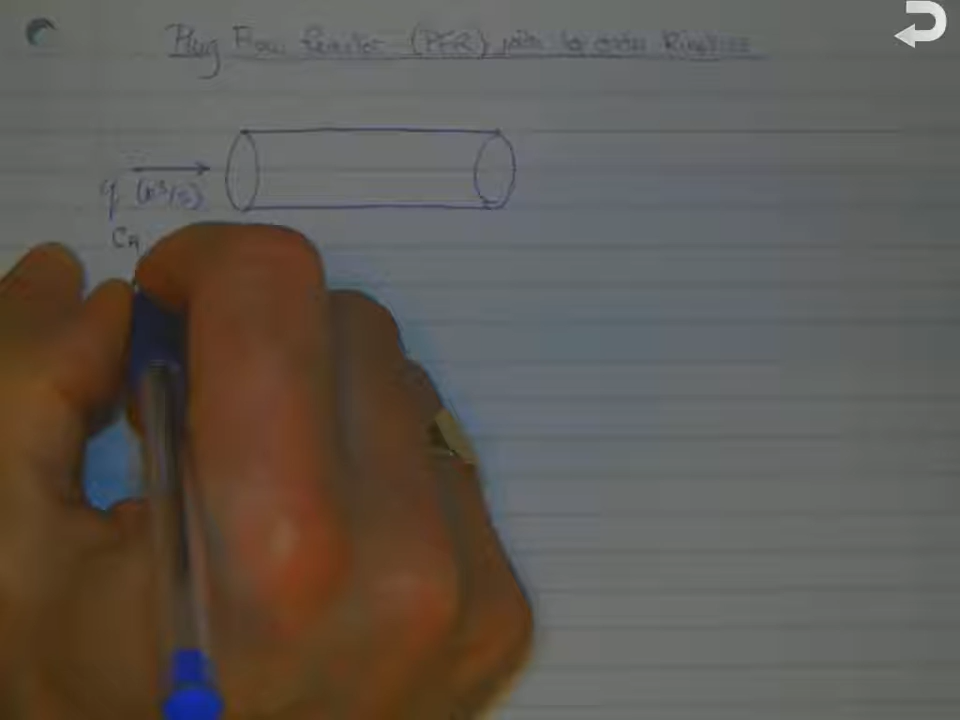 Plug Flow Reactor (PFR) with 1st order Kinetics
q (m³/s)
CA